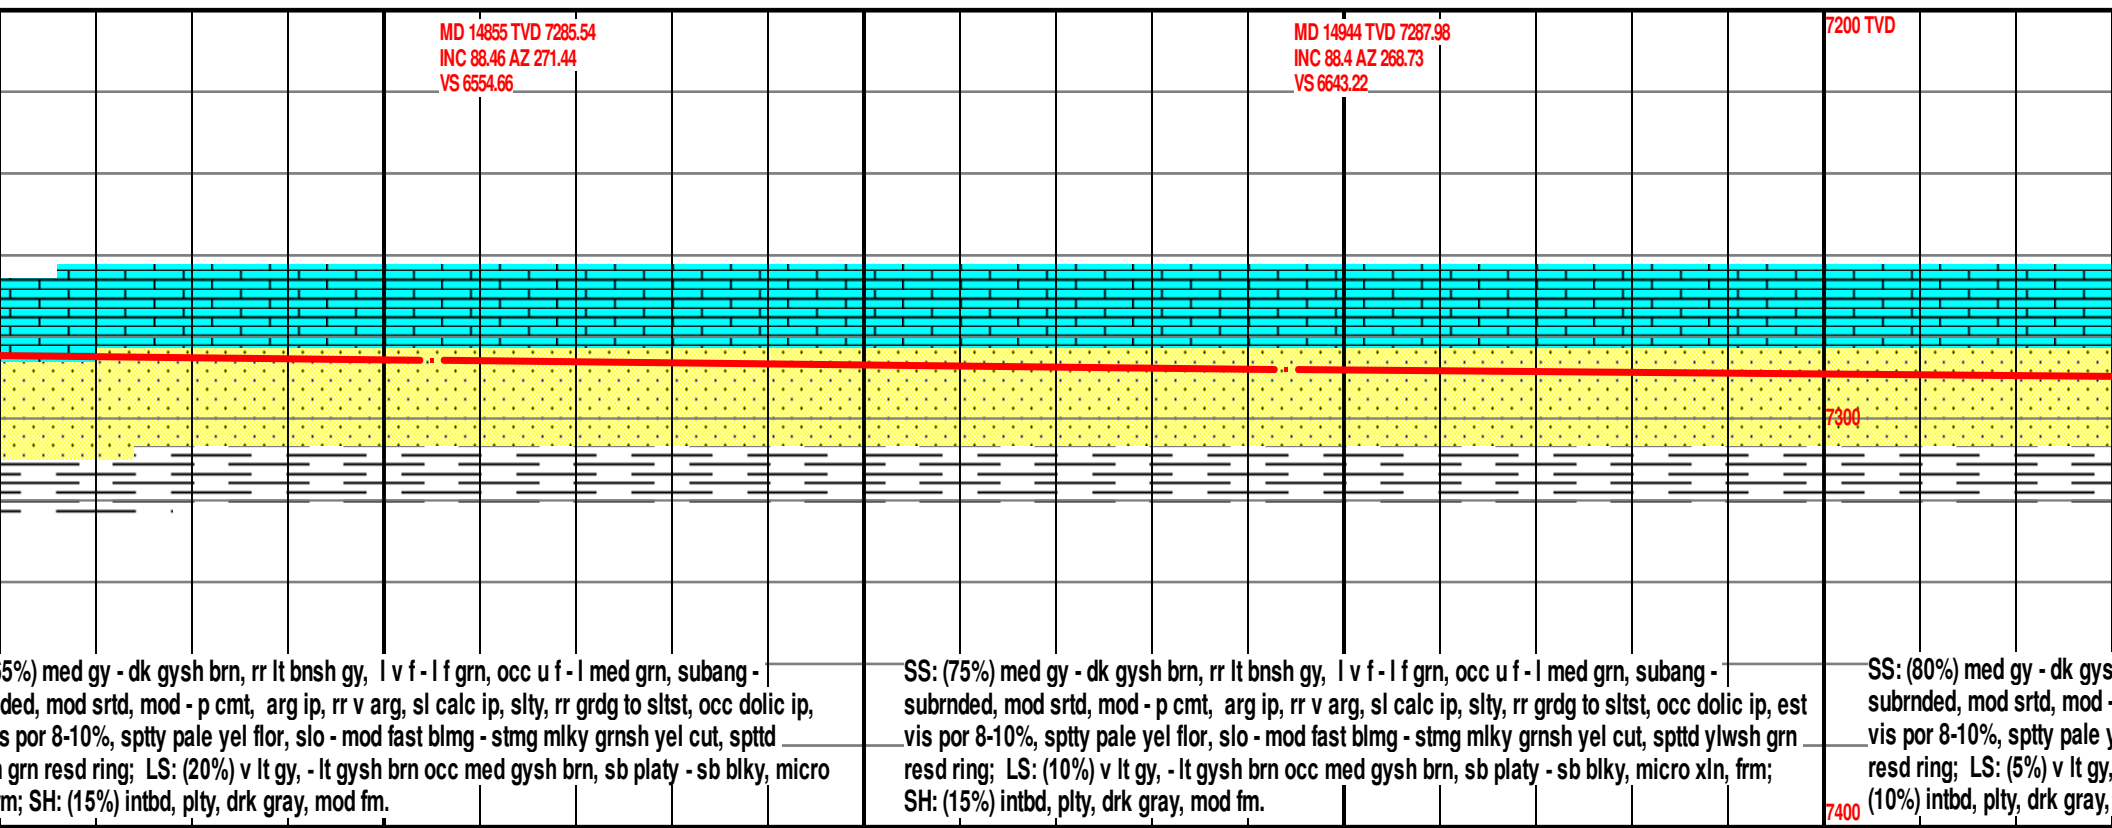 MD 14855 TVD 7285.54
INC 88.46 AZ 271.44
VS 6554.66
MD 14944 TVD 7287.98
INC 88.4 AZ 268.73
VS 6643.22
7200 TVD
7300
7400
5%) med gy - dk gysh brn, rr lt bnsh gy, l v f - l f grn, occ u f - l med grn, subang -
ded, mod srtd, mod - p cmt, arg ip, rr v arg, sl calc ip, slty, rr grdg to sltst, occ dolic ip,
s por 8-10%, sptty pale yel flor, slo - mod fast blmg - stmg mlky grnsh yel cut, spttd
grn resd ring; LS: (20%) v lt gy, - lt gysh brn occ med gysh brn, sb platy - sb blky, micro
m; SH: (15%) intbd, plty, drk gray, mod fm.
SS: (75%) med gy - dk gysh brn, rr lt bnsh gy, l v f - l f grn, occ u f - l med grn, subang -
subrnded, mod srtd, mod - p cmt, arg ip, rr v arg, sl calc ip, slty, rr grdg to sltst, occ dolic ip, est
vis por 8-10%, sptty pale yel flor, slo - mod fast blmg - stmg mlky grnsh yel cut, spttd ylwsh grn
resd ring; LS: (10%) v lt gy, - lt gysh brn occ med gysh brn, sb platy - sb blky, micro xln, frm;
SH: (15%) intbd, plty, drk gray, mod fm.
SS: (80%) med gy - dk gys
subrnded, mod srtd, mod -
vis por 8-10%, sptty pale y
resd ring; LS: (5%) v lt gy,
(10%) intbd, plty, drk gray,